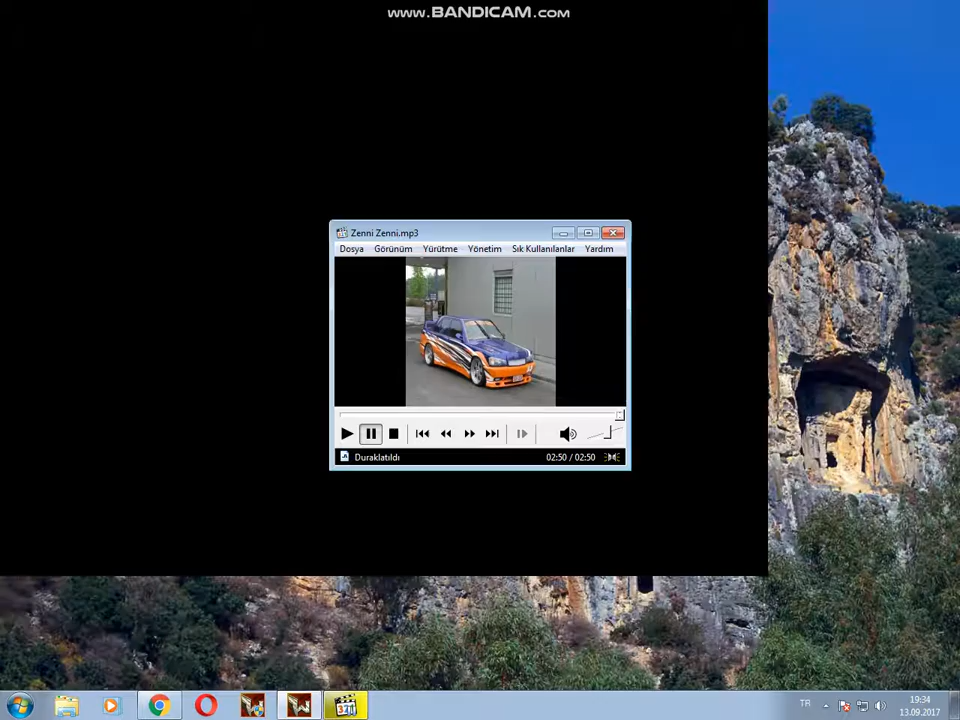 www.BANDICAM.com
Zenni Zenni.mp3
Dosya Görünüm Yürütme Yönetim Sık Kullanılanlar Yardım
Duraklatıldı 02:50 / 02:50
TR 19:34
13.09.2017